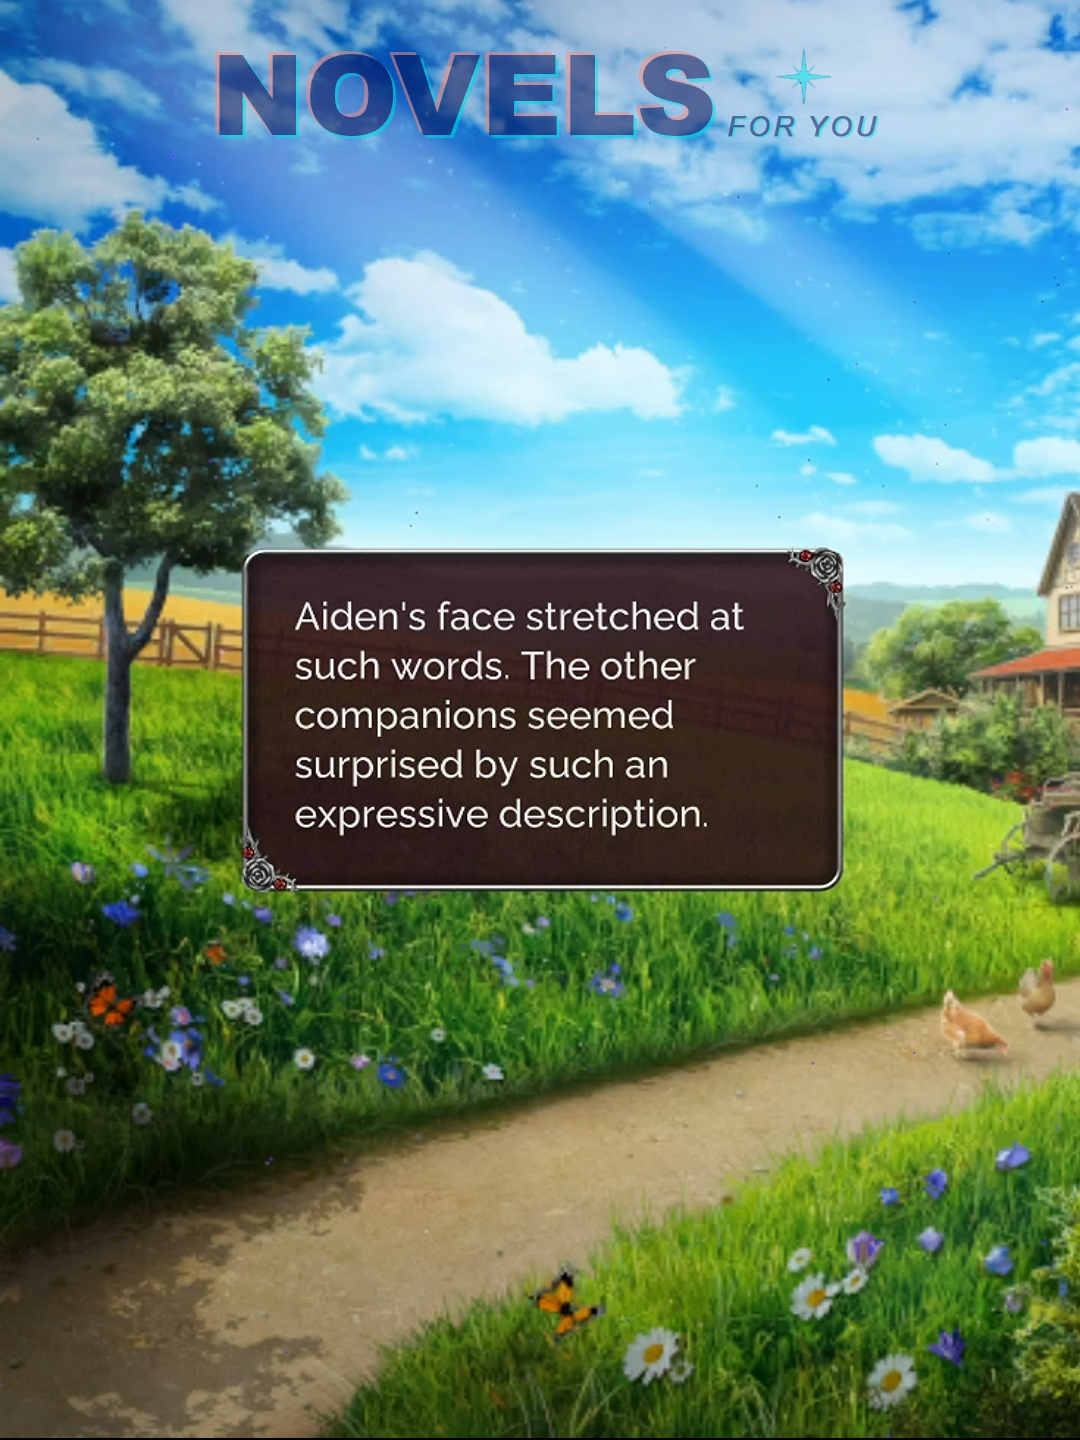 NOVELS FOR YOU
Aiden's face stretched at
such words. The other
companions seemed
surprised by such an
expressive description.